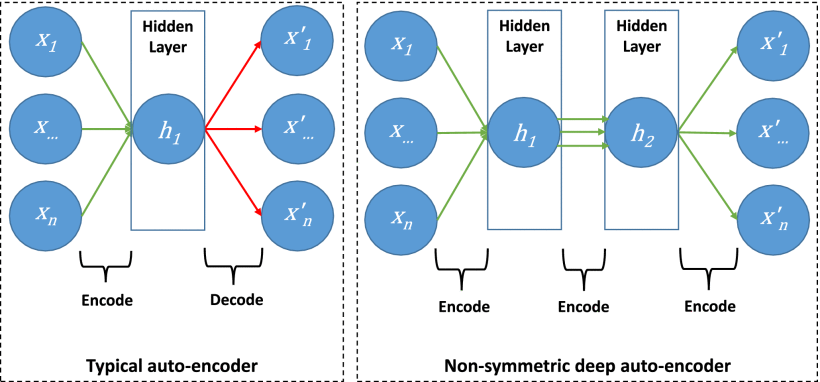 x1
x...
xn
Hidden
Layer
h1
x'1
x'...
x'n
Encode
Decode
Typical auto-encoder
x1
x...
xn
Hidden
Layer
h1
Hidden
Layer
h2
x'1
x'...
x'n
Encode
Encode
Encode
Non-symmetric deep auto-encoder